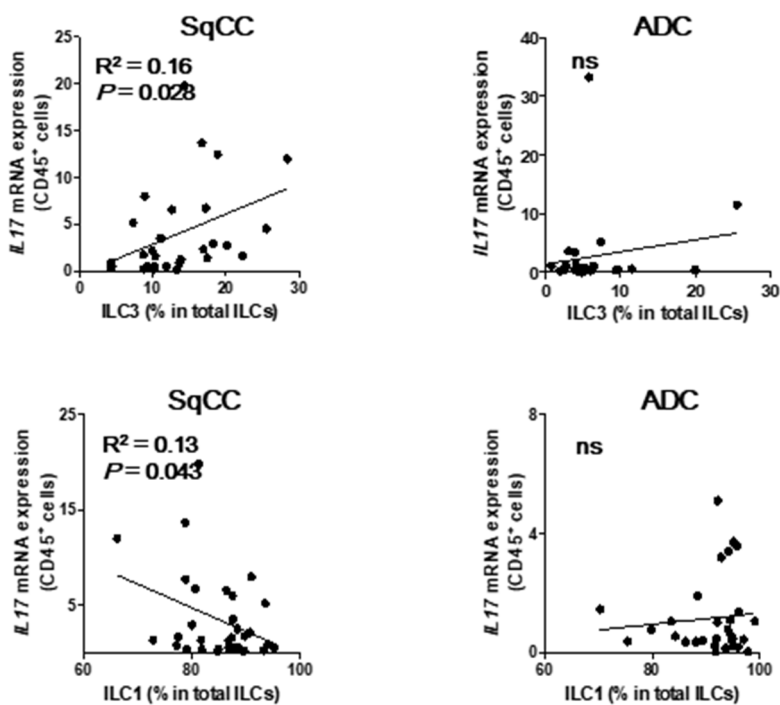 SqCC
25
20
15
10
5
0
0 10 20 30
R² = 0.16
P = 0.028
IL17 mRNA expression
(CD45⁺ cells)
ILC3 (% in total ILCs)
ADC
40
30
20
10
0
0 10 20 30
ns
IL17 mRNA expression
(CD45⁺ cells)
ILC3 (% in total ILCs)
SqCC
25
15
5
60 80 100
R² = 0.13
P = 0.043
IL17 mRNA expression
(CD45⁺ cells)
ILC1 (% in total ILCs)
ADC
8
4
0
60 80 100
ns
IL17 mRNA expression
(CD45⁺ cells)
ILC1 (% in total ILCs)